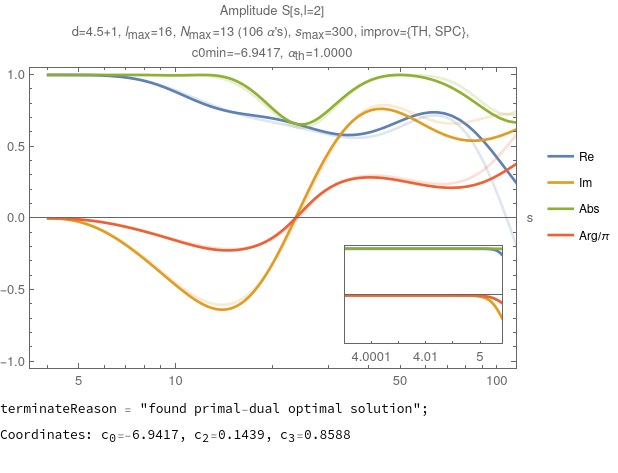 Amplitude S[s,l=2]
d=4.5+1, lmax=16, Nmax=13 (106 α's), smax=300, improv={TH, SPC},
c0min=−6.9417, αth=1.0000
1.0
0.5
0.0
−0.5
−1.0
5
10
50
100
s
4.0001
4.01
5
Re
Im
Abs
Arg/π
terminateReason = "found primal-dual optimal solution";
Coordinates: c0=-6.9417, c2=0.1439, c3=0.8588